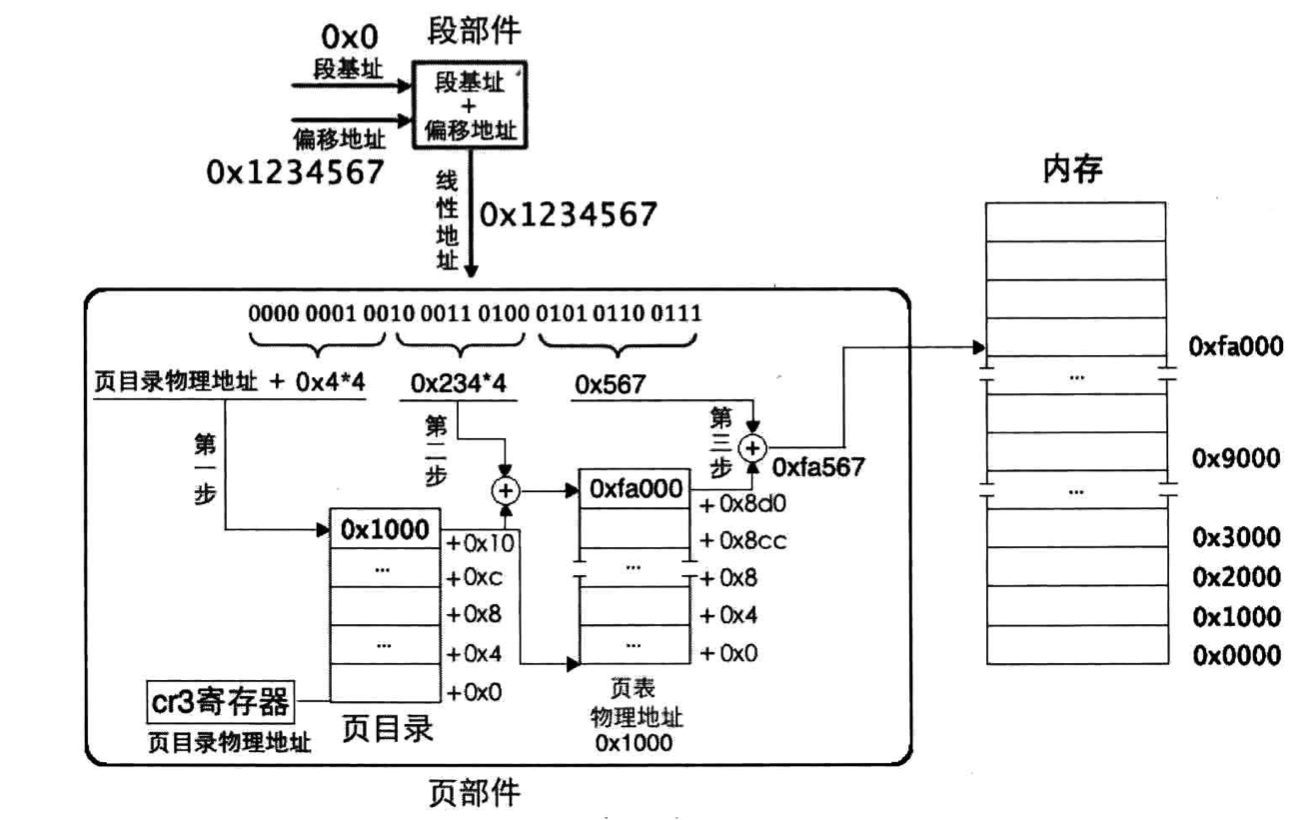 0x0
段部件
段基址
段基址
+
偏移地址
偏移地址
0x1234567
线性地址
0x1234567
内存
0000 0001 0010 0011 0100 0101 0110 0111
页目录物理地址 + 0x4*4
0x234*4
0x567
第一步
第二步
第三步
+
+
0xfa567
0x1000
...
...
+0x10
+0xc
+0x8
+0x4
+0x0
0xfa000
...
...
+0x8d0
+0x8cc
+0x8
+0x4
+0x0
cr3寄存器
页目录物理地址
页目录
页表
物理地址
0x1000
页部件
...
...
0xfa000
0x9000
0x3000
0x2000
0x1000
0x0000